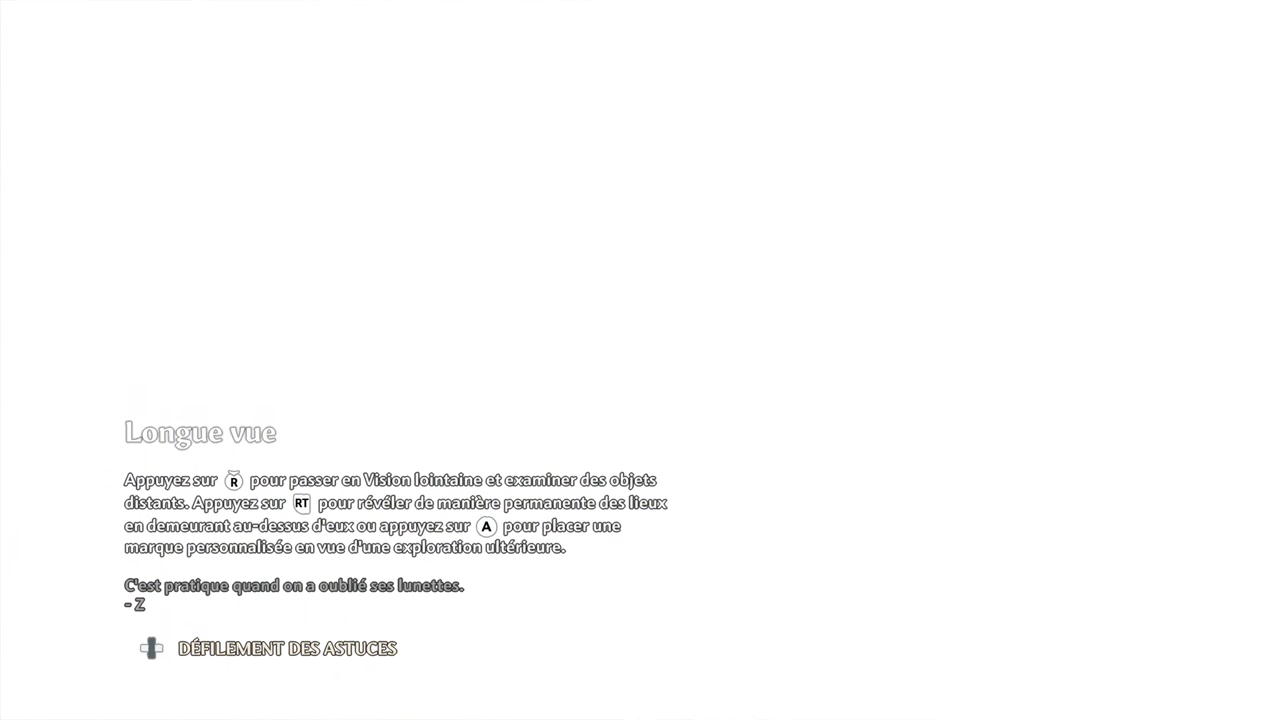 Longue vue
Appuyez sur R pour passer en Vision lointaine et examiner des objets
distants. Appuyez sur RT pour révéler de manière permanente des lieux
en demeurant au-dessus d'eux ou appuyez sur A pour placer une
marque personnalisée en vue d'une exploration ultérieure.
C'est pratique quand on a oublié ses lunettes.
- Z
DÉFILEMENT DES ASTUCES